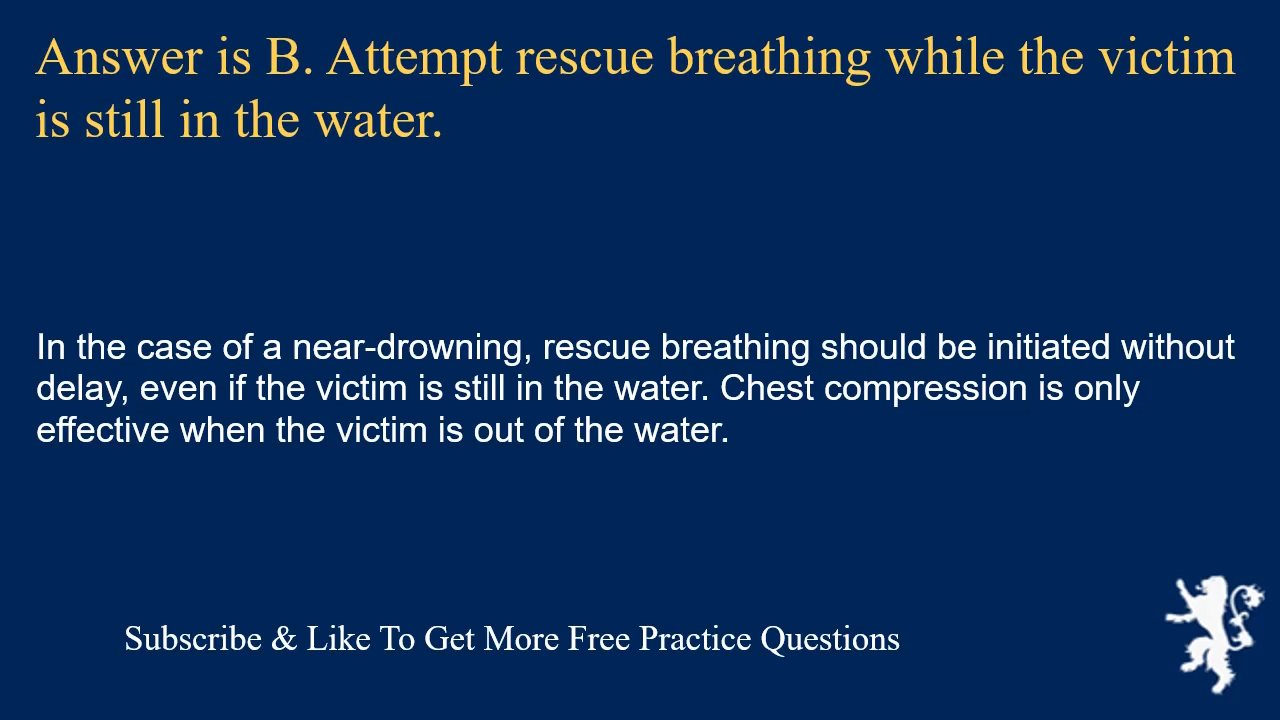 Answer is B. Attempt rescue breathing while the victim
is still in the water.
In the case of a near-drowning, rescue breathing should be initiated without
delay, even if the victim is still in the water. Chest compression is only
effective when the victim is out of the water.
Subscribe & Like To Get More Free Practice Questions